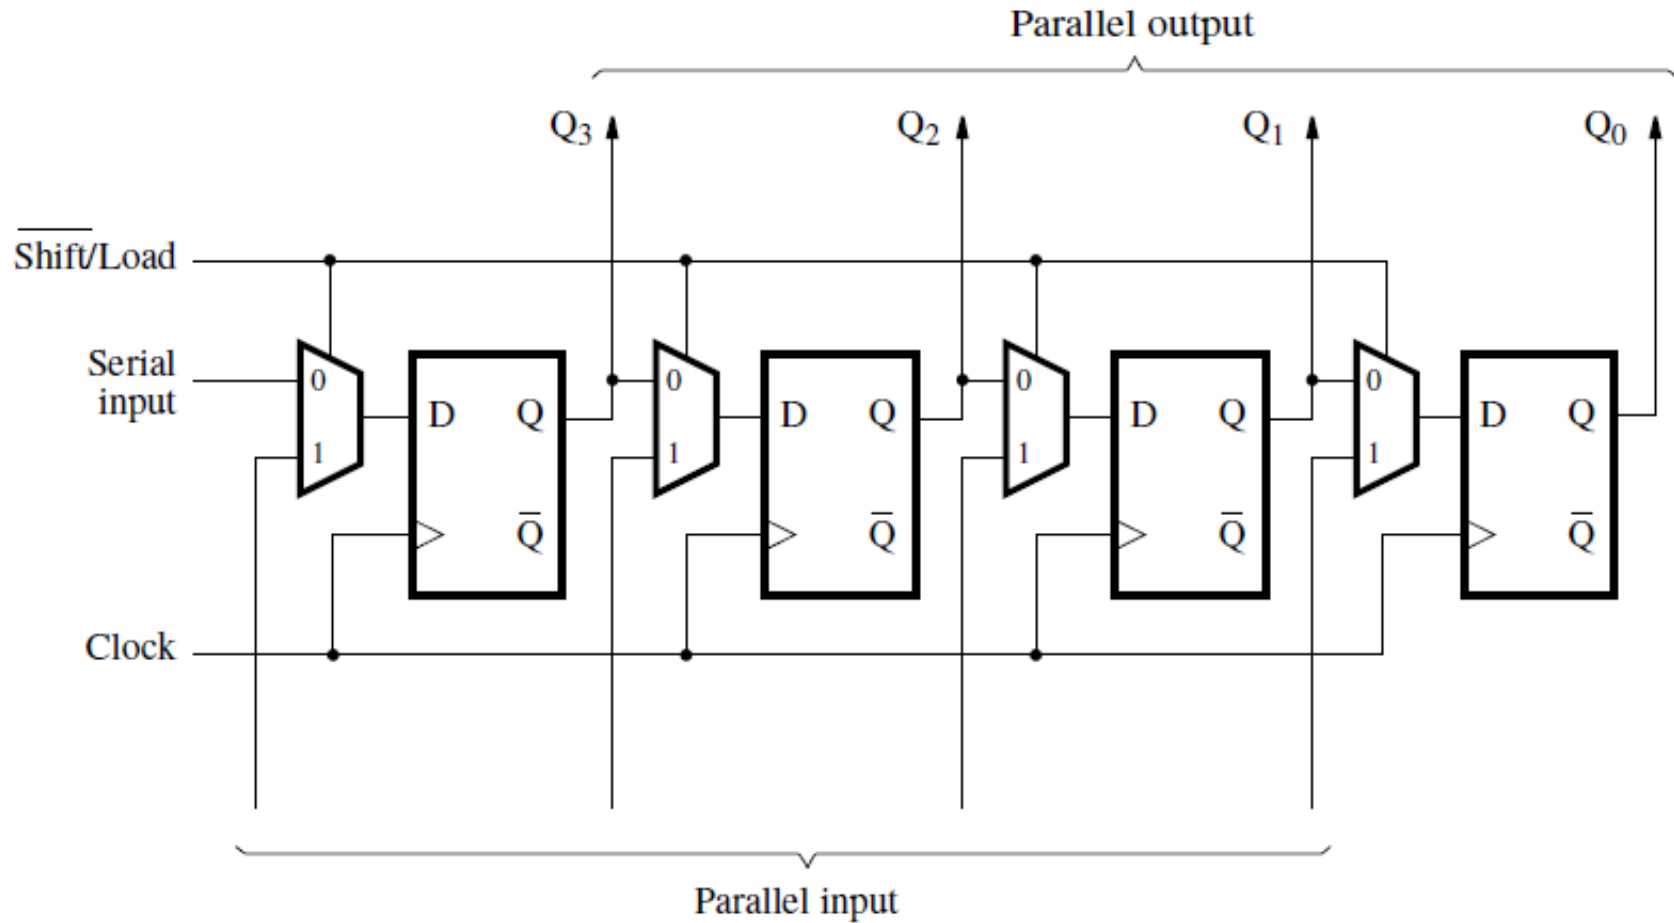 Parallel output
Q3 Q2 Q1 Q0
S̅h̅i̅f̅t̅/Load
Serial
input
0 0 0 0
D Q D Q D Q D Q
1 1 1 1
Q̅ Q̅ Q̅ Q̅
Clock
Parallel input